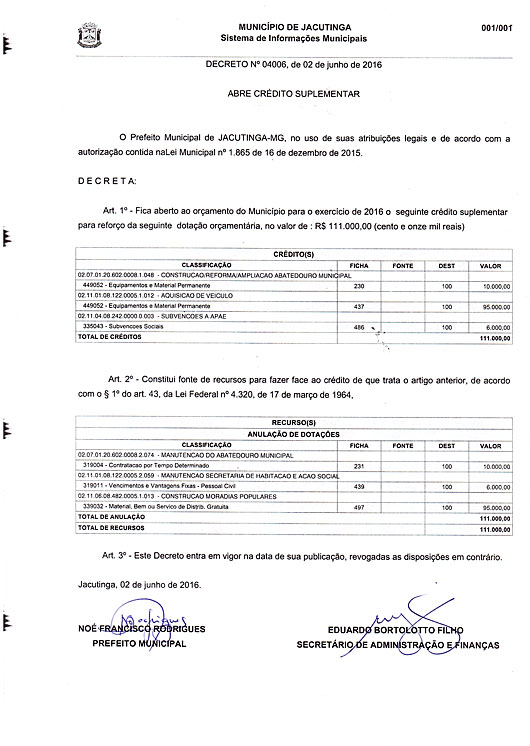 MUNICÍPIO DE JACUTINGA
001/001
Sistema de Informações Municipais
DECRETO Nº 04006, de 02 de junho de 2016
ABRE CRÉDITO SUPLEMENTAR
O Prefeito Municipal de JACUTINGA-MG, no uso de suas atribuições legais e de acordo com a
autorização contida naLei Municipal nº 1.865 de 16 de dezembro de 2015.
D E C R E T A:
Art. 1º - Fica aberto ao orçamento do Município para o exercício de 2016 o seguinte crédito suplementar
para reforço da seguinte dotação orçamentária, no valor de : R$ 111.000,00 (cento e onze mil reais)
CRÉDITO(S)
CLASSIFICAÇÃO FICHA FONTE DEST VALOR
02.07.01.20.602.0008.1.048 - CONSTRUCAO/REFORMA/AMPLIACAO ABATEDOURO MUNICIPAL
449052 - Equipamentos e Material Permanente 230 100 10.000,00
02.11.01.08.122.0005.1.012 - AQUISICAO DE VEICULO
449052 - Equipamentos e Material Permanente 437 100 95.000,00
02.11.04.08.242.0000.0.003 - SUBVENCOES A APAE
335043 - Subvencoes Sociais 486 100 6.000,00
TOTAL DE CRÉDITOS 111.000,00
Art. 2º - Constitui fonte de recursos para fazer face ao crédito de que trata o artigo anterior, de acordo
com o § 1º do art. 43, da Lei Federal nº 4.320, de 17 de março de 1964,
RECURSO(S)
ANULAÇÃO DE DOTAÇÕES
CLASSIFICAÇÃO FICHA FONTE DEST VALOR
02.07.01.20.602.0008.2.074 - MANUTENCAO DO ABATEDOURO MUNICIPAL
319004 - Contratacao por Tempo Determinado 231 100 10.000,00
02.11.01.08.122.0005.2.059 - MANUTENCAO SECRETARIA DE HABITACAO E ACAO SOCIAL
319011 - Vencimentos e Vantagens Fixas - Pessoal Civil 439 100 6.000,00
02.11.06.08.482.0005.1.013 - CONSTRUCAO MORADIAS POPULARES
339032 - Material, Bem ou Servico de Distrib. Gratuita 497 100 95.000,00
TOTAL DE ANULAÇÃO 111.000,00
TOTAL DE RECURSOS 111.000,00
Art. 3º - Este Decreto entra em vigor na data de sua publicação, revogadas as disposições em contrário.
Jacutinga, 02 de junho de 2016.
NOÉ FRANCISCO RODRIGUES
EDUARDO BORTOLOTTO FILHO
PREFEITO MUNICIPAL
SECRETÁRIO DE ADMINISTRAÇÃO E FINANÇAS